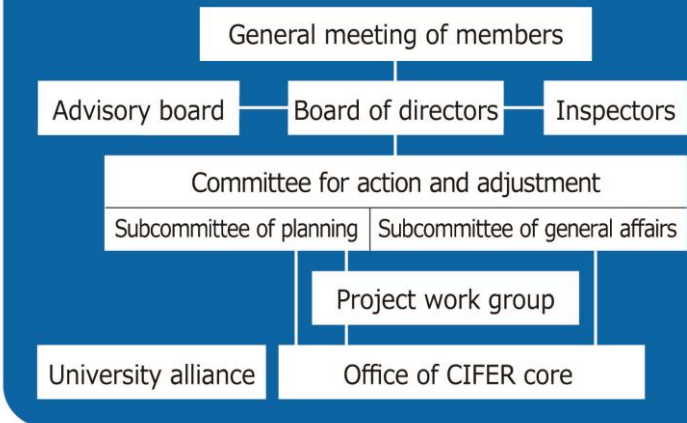 General meeting of members
Advisory board
Board of directors
Inspectors
Committee for action and adjustment
Subcommittee of planning
Subcommittee of general affairs
Project work group
University alliance
Office of CIFER core